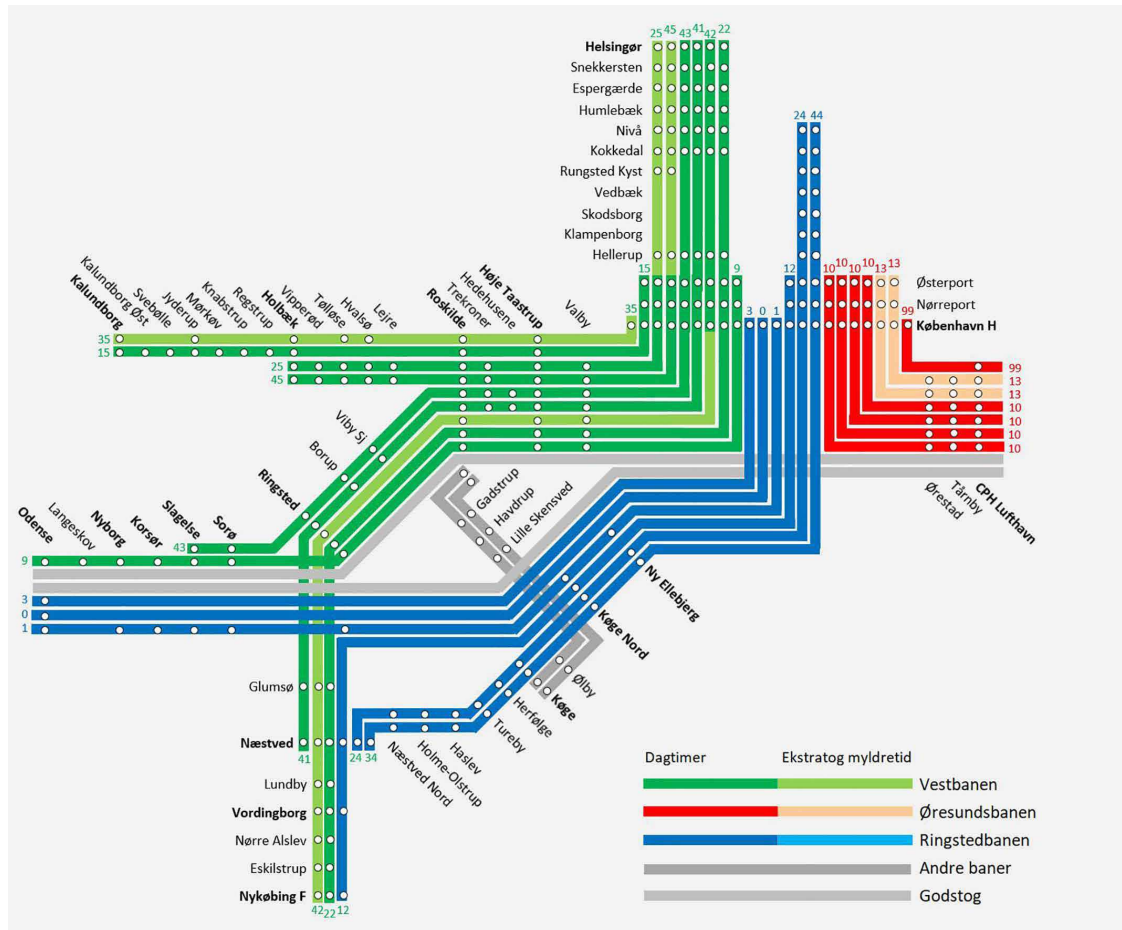 25 45 43 41 42 22
Helsingør
Snekkersten
Espergærde
Humlebæk
Nivå
Kokkedal
Rungsted Kyst
Vedbæk
Skodsborg
Klampenborg
Hellerup
24 44
15 9 12 10 10 10 10 13 13
Østerport
Nørreport
København H
35 3 0 1 99
Kalundborg
Kalundborg Øst
Svebølle
Jyderup
Mørkøv
Knabstrup
Regstrup
Holbæk
Vipperød
Tølløse
Hvalsø
Lejre
Roskilde
Trekroner
Hedehusene
Høje Taastrup
Valby
35
15
25
45
99
13
13
10
10
10
10
Ørestad
Tårnby
CPH Lufthavn
Viby Sj
Borup
Ringsted
Gadstrup
Havdrup
Lille Skensved
Odense
Langeskov
Nyborg
Korsør
Slagelse
Sorø
43
9
3
0
1
Ny Ellebjerg
Køge Nord
Ølby
Køge
Herfølge
Tureby
Haslev
Holme-Olstrup
Næstved Nord
Glumsø
Næstved
41 24 34
Lundby
Vordingborg
Nørre Alslev
Eskilstrup
Nykøbing F
42 22 12
Dagtimer Ekstratog myldretid
Vestbanen
Øresundsbanen
Ringstedbanen
Andre baner
Godstog